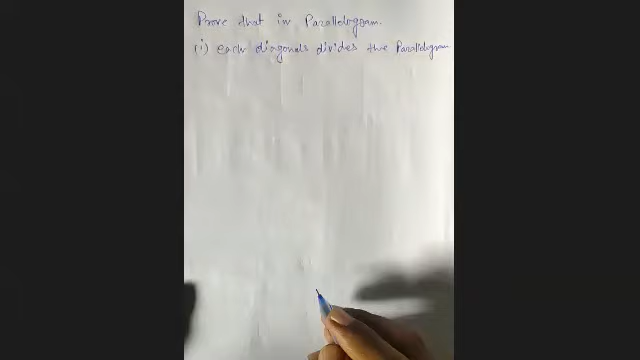 Prove that in Parallelogram.
(i) each diagonals divides the Parallelogram